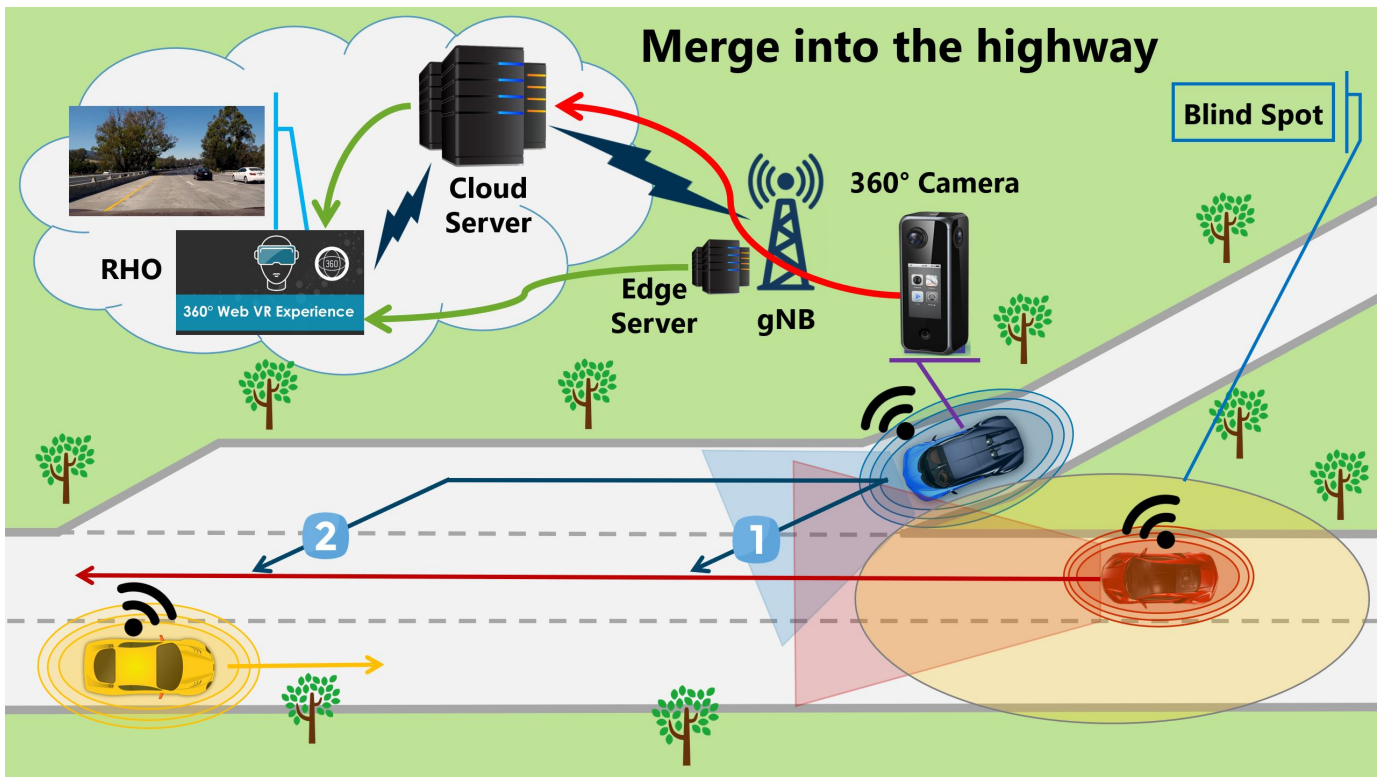 Merge into the highway
Blind Spot
Cloud
Server
360° Camera
RHO
360
360° Web VR Experience
Edge
Server
gNB
2
1